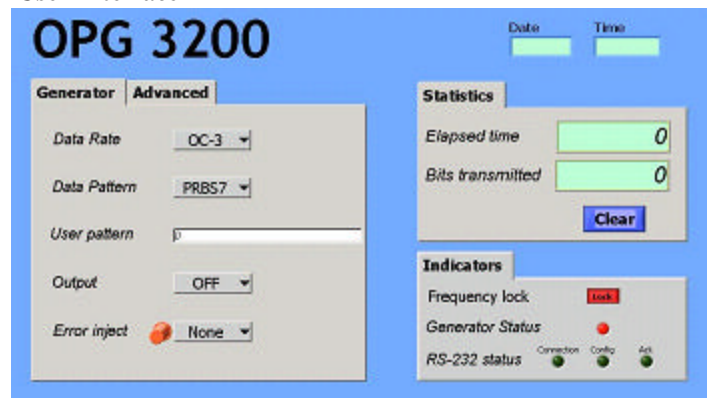 OPG 3200
Date Time
Generator Advanced
Data Rate OC-3
Data Pattern PRBS7
User pattern 0
Output OFF
Error inject None
Statistics
Elapsed time 0
Bits transmitted 0
Clear
Indicators
Frequency lock Lock
Generator Status
RS-232 status Connection Config Ack